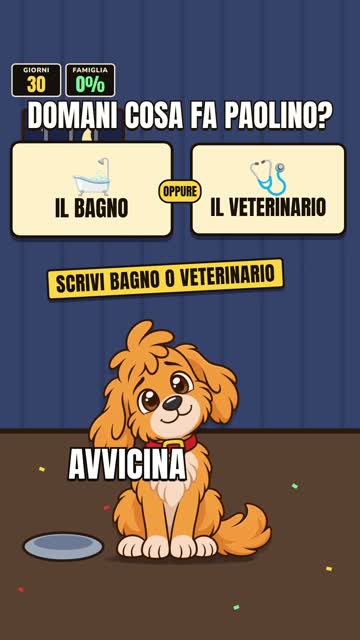 GIORNI
30
FAMIGLIA
0%
DOMANI COSA FA PAOLINO?
IL BAGNO
OPPURE
IL VETERINARIO
SCRIVI BAGNO O VETERINARIO
AVVICINA